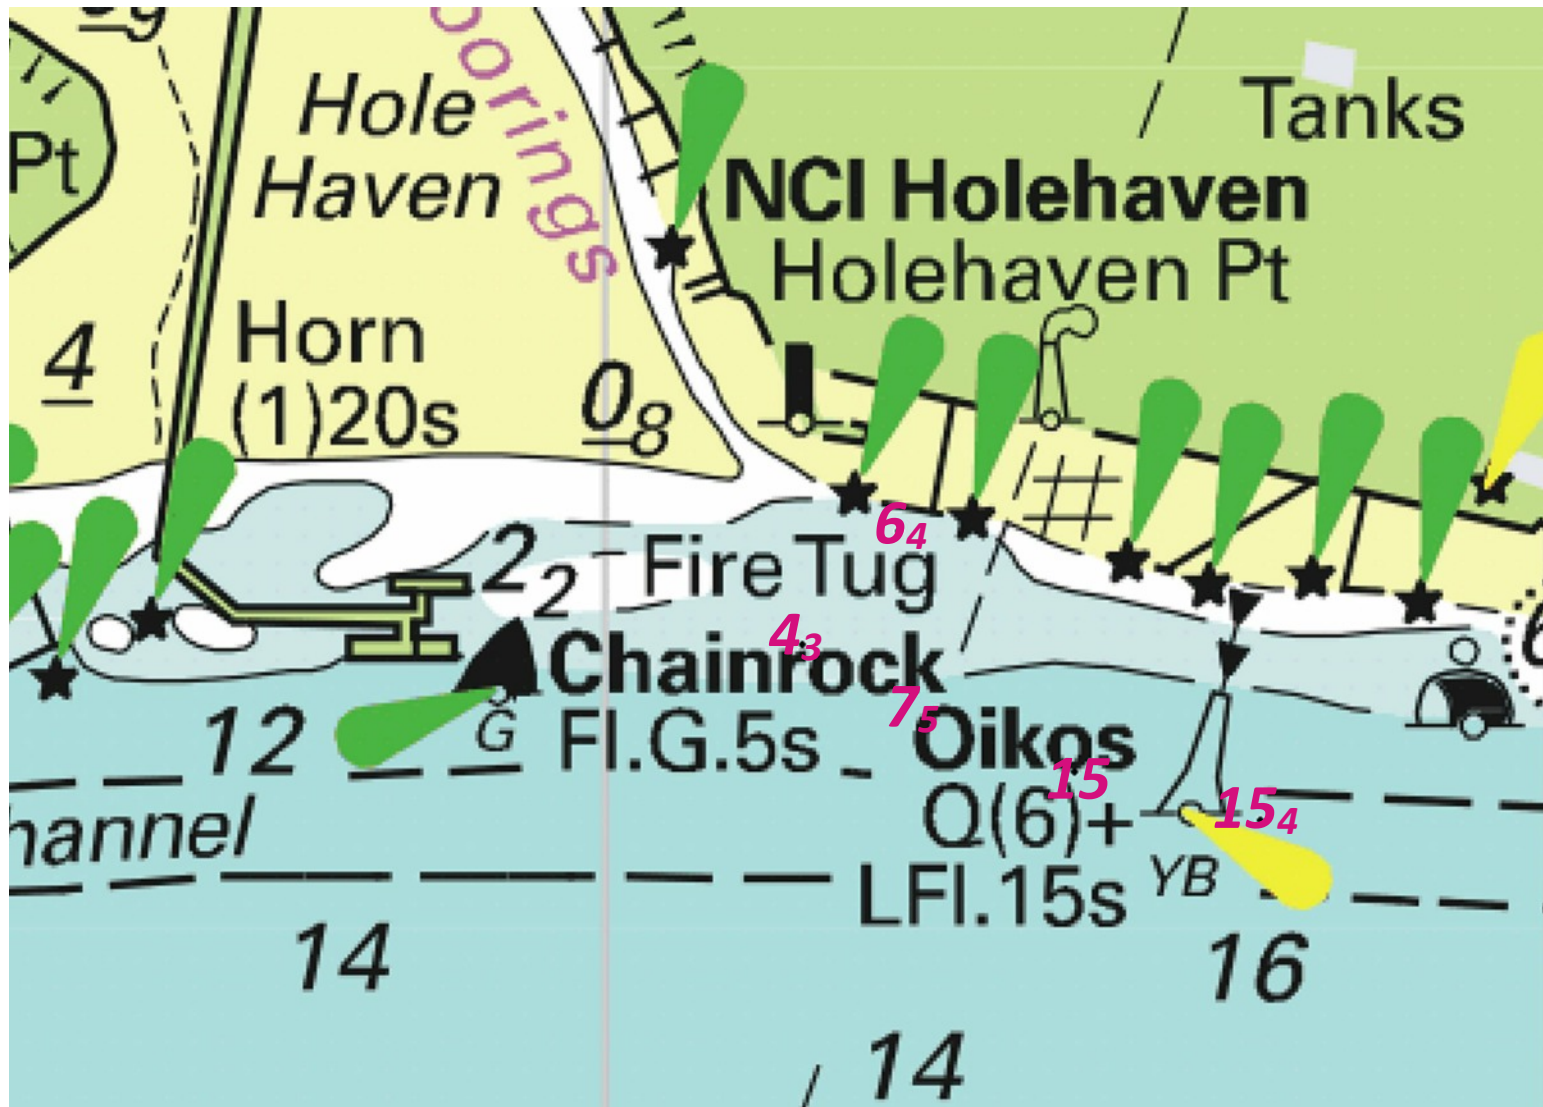 oorings
Hole
Haven
Pt
Tanks
NCI Holehaven
Holehaven Pt
Horn
(1)20s
4
0₈
6₄
2₂
Fire Tug
4₃
Chainrock
7₅
Fl.G.5s
G
12
Oikos
15
Q(6)+
15₄
LFl.15s
YB
hannel
14
16
14